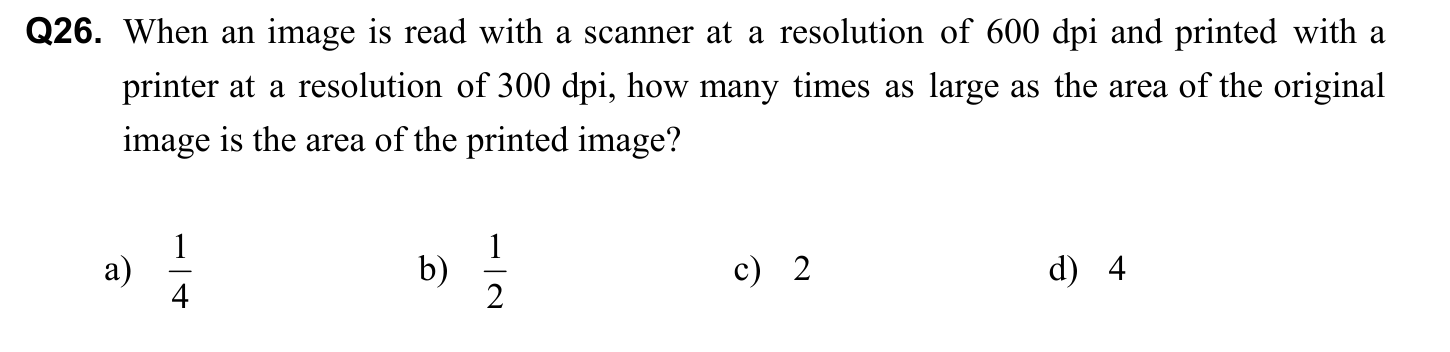 Q26. When an image is read with a scanner at a resolution of 600 dpi and printed with a
printer at a resolution of 300 dpi, how many times as large as the area of the original
image is the area of the printed image?
a) 1/4 b) 1/2 c) 2 d) 4